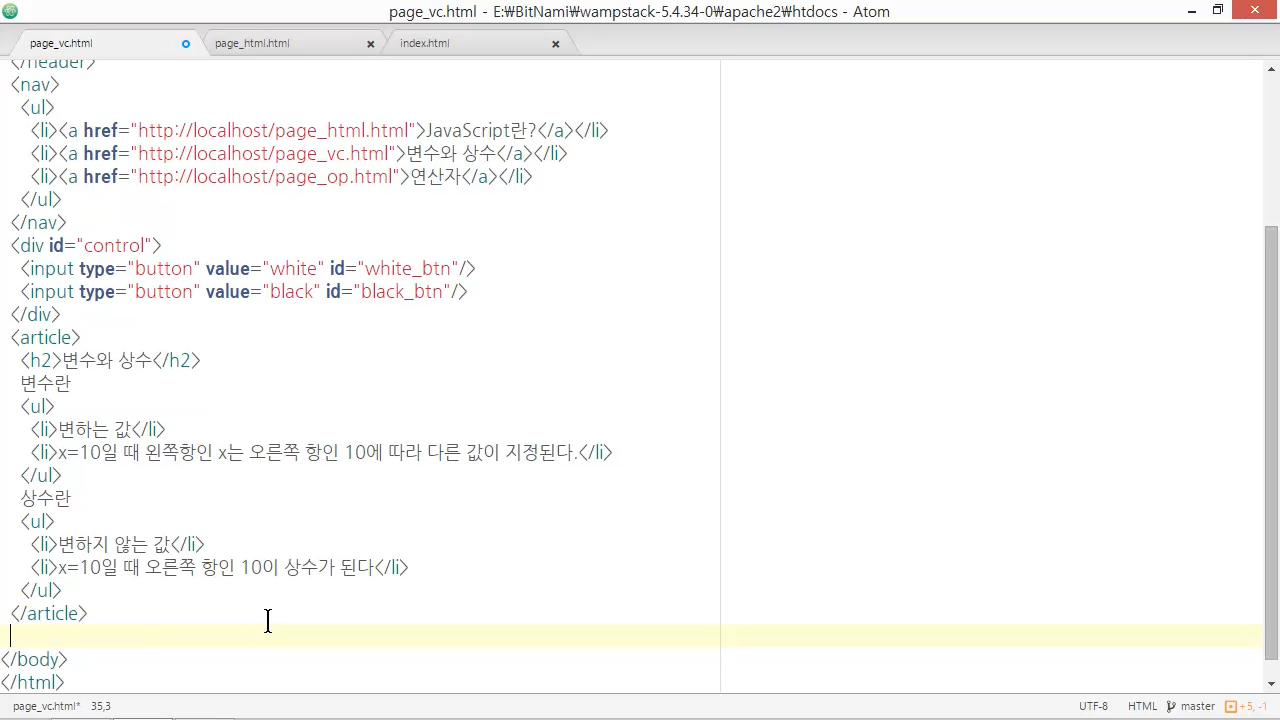 page_vc.html - E:₩BitNami₩wampstack-5.4.34-0₩apache2₩htdocs - Atom
page_vc.html page_html.html index.html
</header>
<nav>
<ul>
<li><a href="http://localhost/page_html.html">JavaScript란?</a></li>
<li><a href="http://localhost/page_vc.html">변수와 상수</a></li>
<li><a href="http://localhost/page_op.html">연산자</a></li>
</ul>
</nav>
<div id="control">
<input type="button" value="white" id="white_btn"/>
<input type="button" value="black" id="black_btn"/>
</div>
<article>
<h2>변수와 상수</h2>
변수란
<ul>
<li>변하는 값</li>
<li>x=10일 때 왼쪽항인 x는 오른쪽 항인 10에 따라 다른 값이 지정된다.</li>
</ul>
상수란
<ul>
<li>변하지 않는 값</li>
<li>x=10일 때 오른쪽 항인 10이 상수가 된다</li>
</ul>
</article>
</body>
</html>
page_vc.html* 35,3 UTF-8 HTML master +5, -1